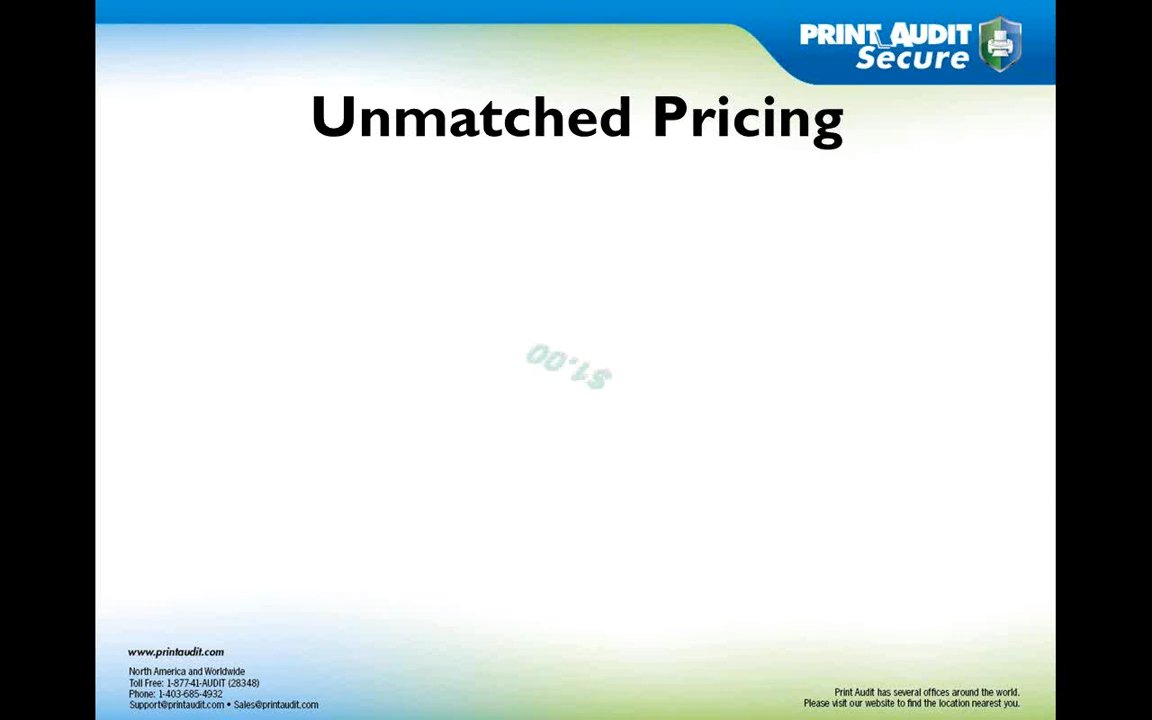 PRINT AUDIT
Secure
Unmatched Pricing
$1.00
www.printaudit.com
North America and Worldwide
Toll Free: 1-877-41-AUDIT (28348)
Phone: 1-403-685-4932
Support@printaudit.com • Sales@printaudit.com
Print Audit has several offices around the world.
Please visit our website to find the location nearest you.